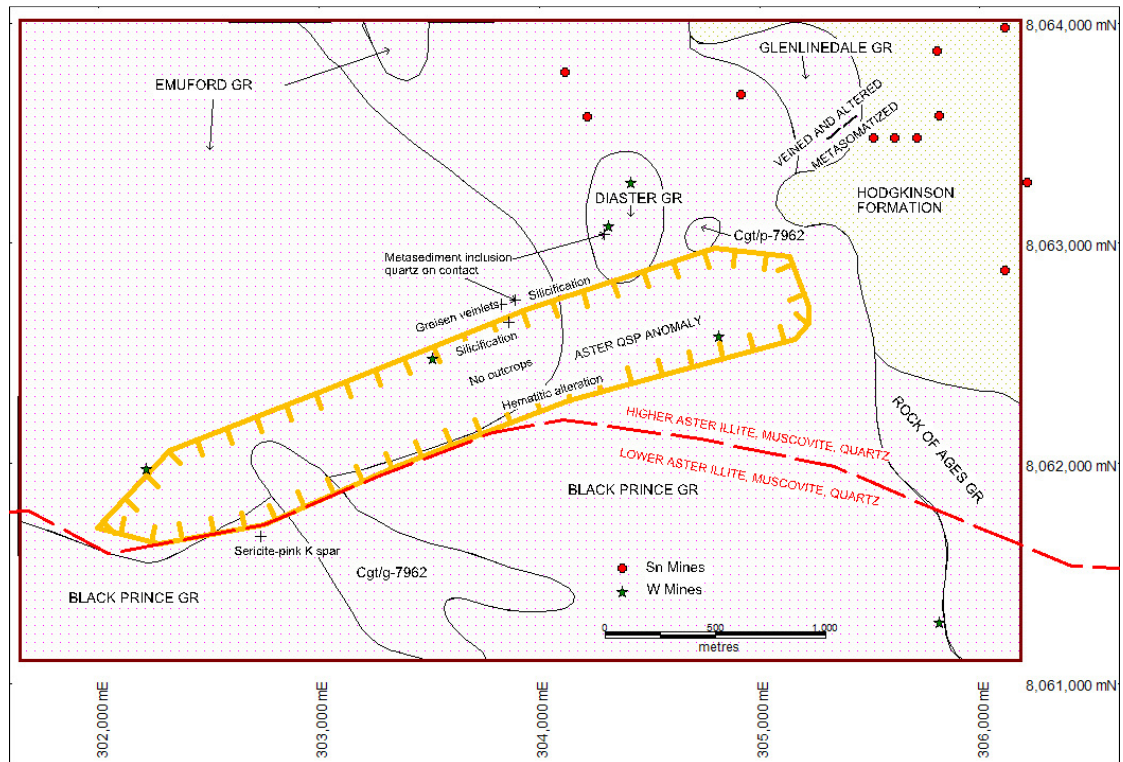 8,064,000 mN
GLENLINEDALE GR
EMUFORD GR
VEINED AND ALTERED
METASOMATIZED
DIASTER GR
HODGKINSON
FORMATION
Cgt/p-7962
8,063,000 mN
Metasediment inclusion
quartz on contact
Silicification
Greisen veinlets
Silicification
ASTER QSP ANOMALY
No outcrops
Hematitic alteration
HIGHER ASTER ILLITE, MUSCOVITE, QUARTZ
LOWER ASTER ILLITE, MUSCOVITE, QUARTZ
ROCK OF AGES GR
8,062,000 mN
BLACK PRINCE GR
Sericite-pink K spar
Cgt/g-7962
Sn Mines
W Mines
BLACK PRINCE GR
0 500 1,000
metres
8,061,000 mN
302,000 mE
303,000 mE
304,000 mE
305,000 mE
306,000 mE